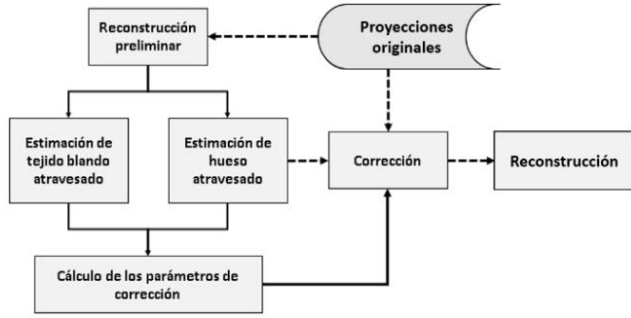 Reconstrucción
preliminar
Proyecciones
originales
Estimación de
tejido blando
atravesado
Estimación de
hueso
atravesado
Corrección
Reconstrucción
Cálculo de los parámetros de
corrección